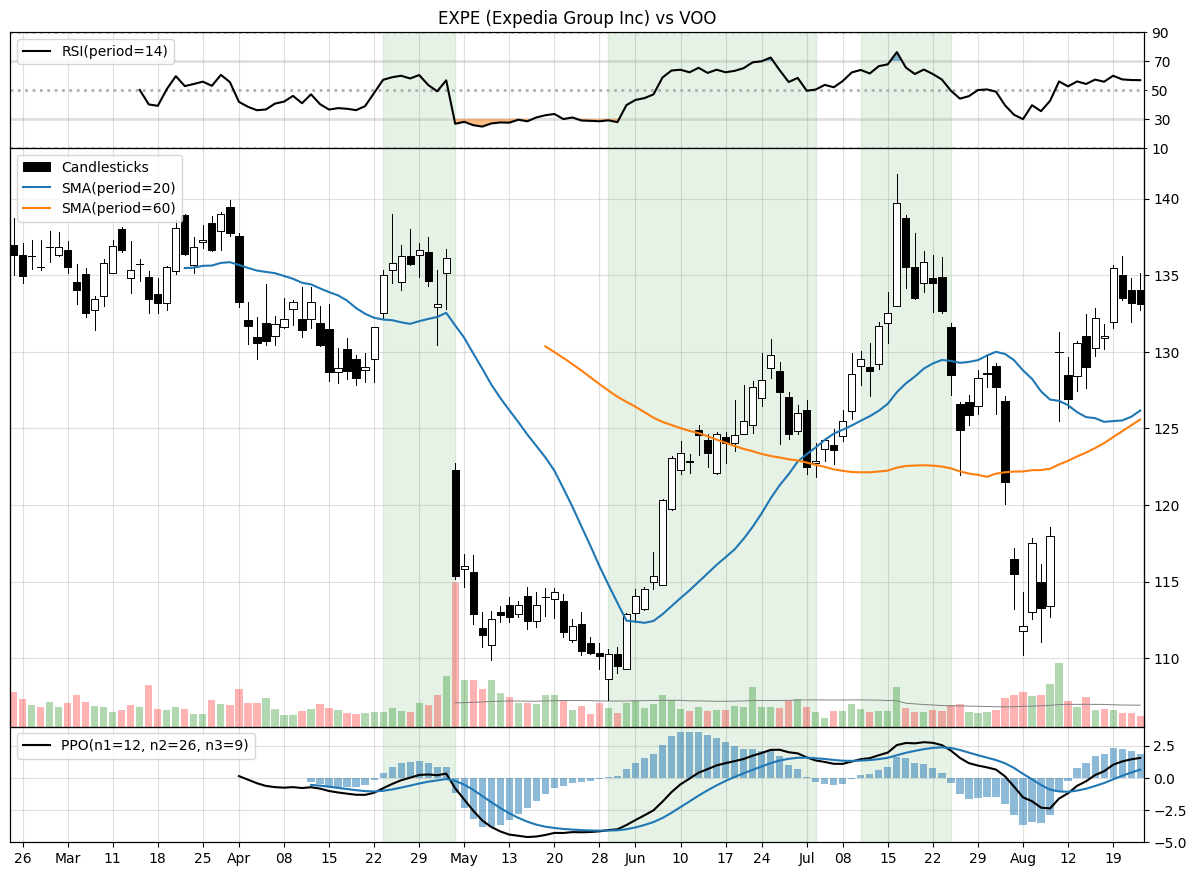 EXPE (Expedia Group Inc) vs VOO
RSI(period=14)
90
70
50
30
10
Candlesticks
SMA(period=20)
SMA(period=60)
140
135
130
125
120
115
110
PPO(n1=12, n2=26, n3=9)
2.5
0.0
−2.5
−5.0
26 Mar 11 18 25 Apr 08 15 22 29 May 13 20 28 Jun 10 17 24 Jul 08 15 22 29 Aug 12 19